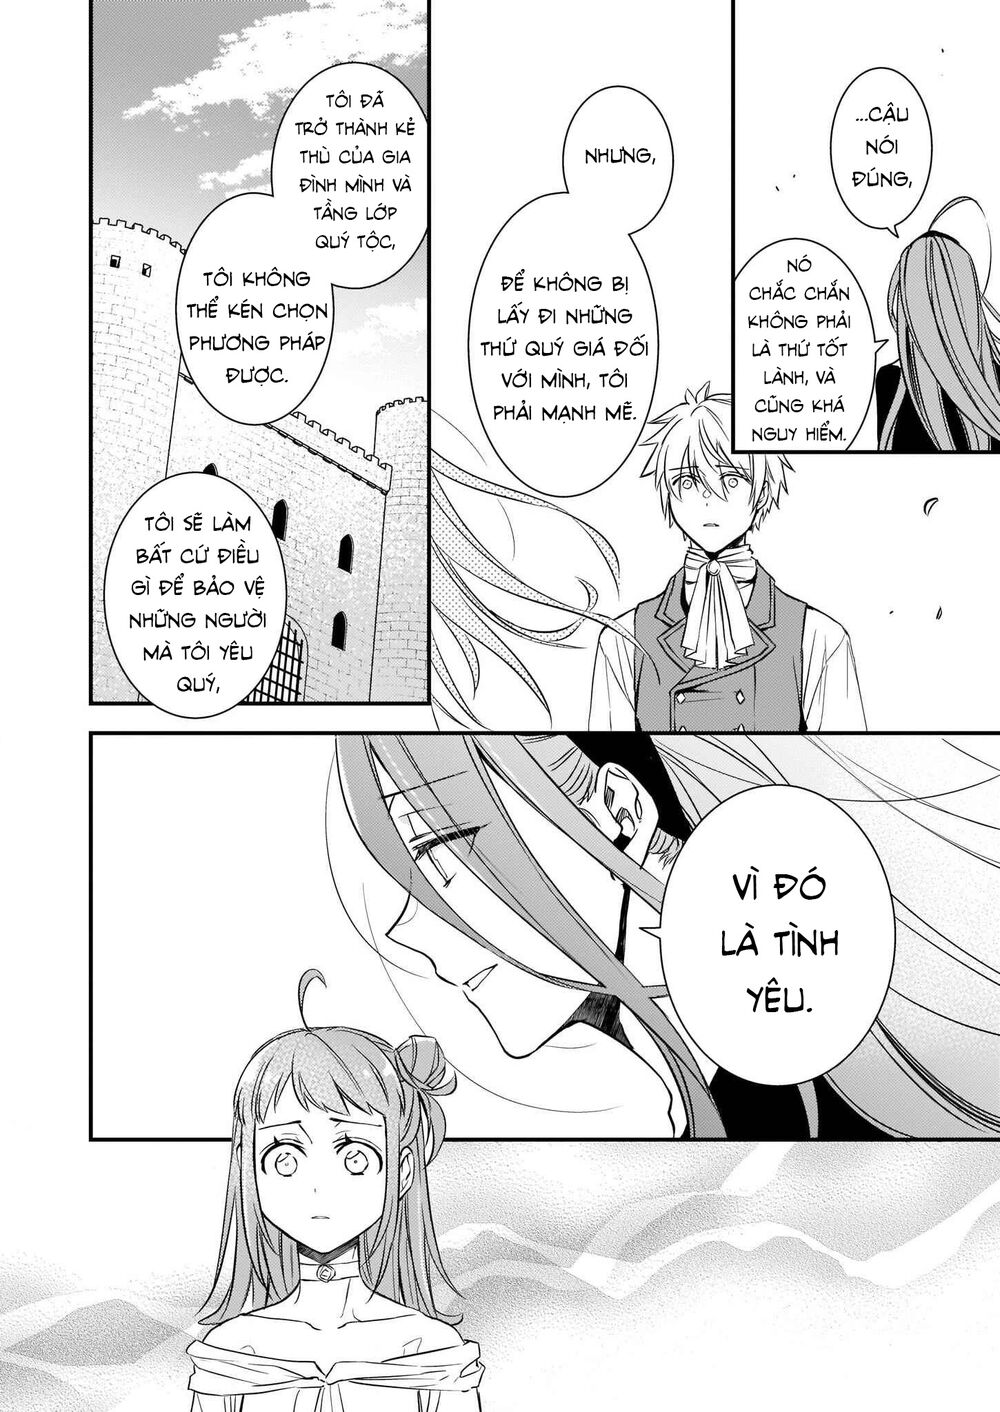 ...CẬU
NÓI
ĐÚNG,
NÓ
CHẮC CHẮN
KHÔNG PHẢI
LÀ THỨ TỐT
LÀNH, VÀ
CŨNG KHÁ
NGUY HIỂM.
NHƯNG,
ĐỂ KHÔNG BỊ
LẤY ĐI NHỮNG
THỨ QUÝ GIÁ ĐỐI
VỚI MÌNH, TÔI
PHẢI MẠNH MẼ.
TÔI ĐÃ
TRỞ THÀNH KẺ
THÙ CỦA GIA
ĐÌNH MÌNH VÀ
TẦNG LỚP
QUÝ TỘC,
TÔI KHÔNG
THỂ KÉN CHỌN
PHƯƠNG PHÁP
ĐƯỢC.
TÔI SẼ LÀM
BẤT CỨ ĐIỀU
GÌ ĐỂ BẢO VỆ
NHỮNG NGƯỜI
MÀ TÔI YÊU
QUÝ,
VÌ ĐÓ
LÀ TÌNH
YÊU.